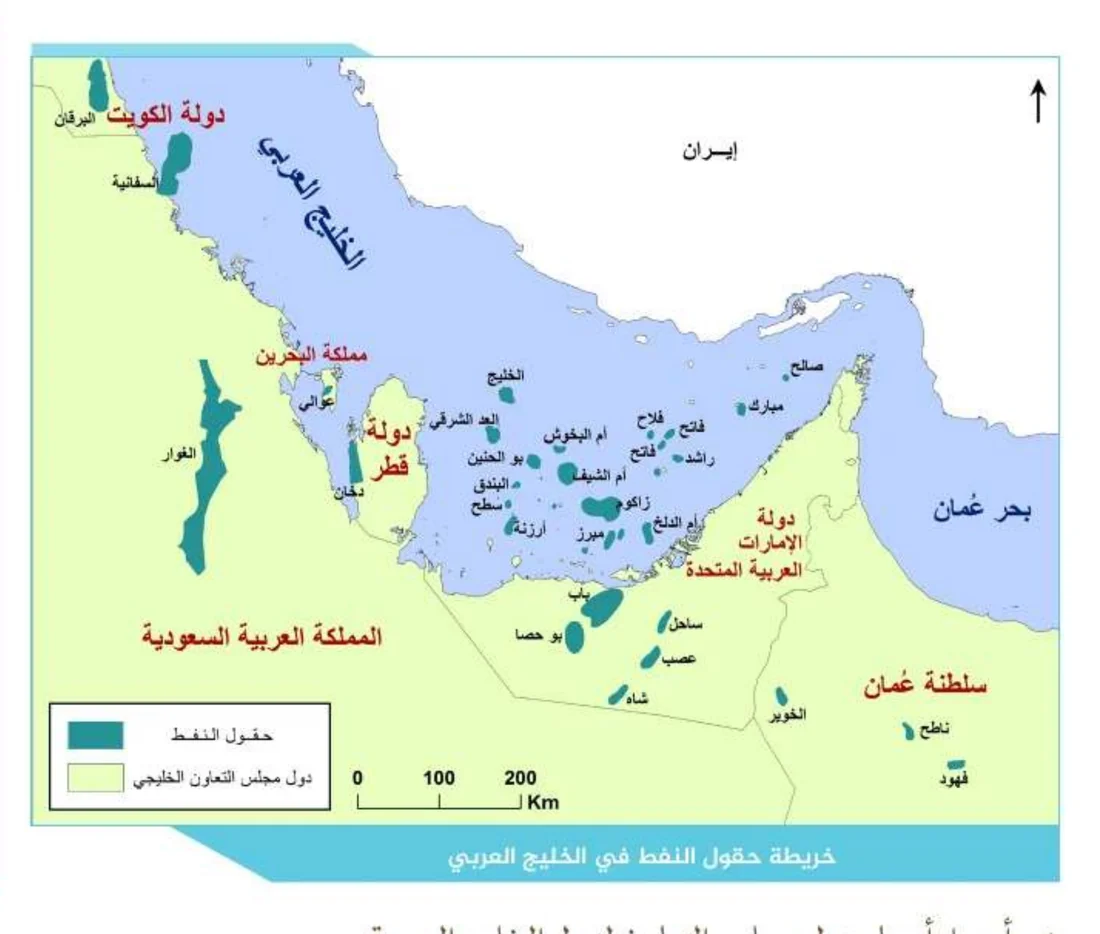 البرقان
دولة الكويت
السفانية
الخليج العربي
إيــران
مملكة البحرين
عوالي
الغوار
دولة
قطر
دخان
الخليج
العد الشرقي
بو الحنين
البندق
سطح
أرزنة
أم البخوش
أم الشيف
زاكوم
مبرز
أم الدلخ
فلاح
فاتح
فاتح
راشد
مبارك
صالح
دولة
الإمارات
العربية المتحدة
بحر عُمان
باب
بو حصا
ساحل
عصب
شاه
المملكة العربية السعودية
سلطنة عُمان
الخوير
ناطح
فهود
حـقـول الـنـفـط
دول مجلس التعاون الخليجي
0 100 200
Km
خريطة حقول النفط في الخليج العربي